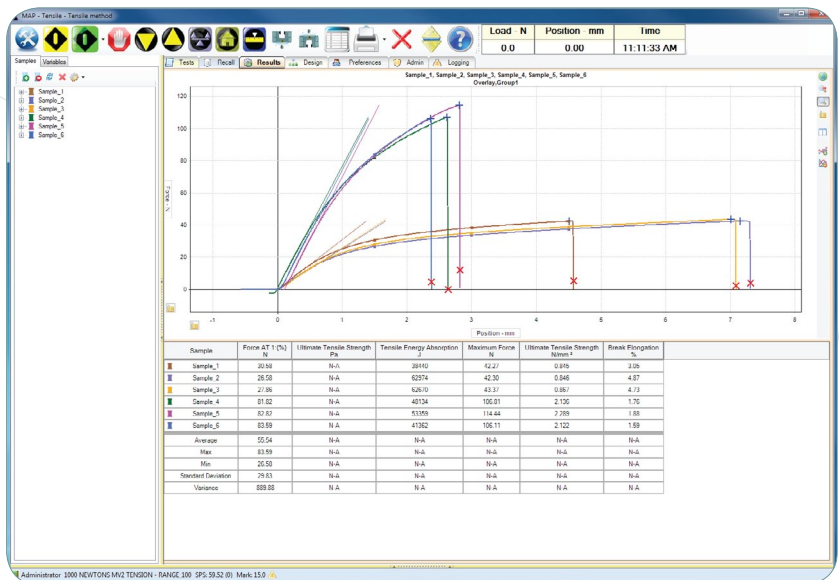 MAP - Tensile - Tensile method
Load - N Position - mm Time
0.0 0.00 11:11:33 AM
Samples Variables
Tests Recall Results Design Preferences Admin Logging
Sample_1
Sample_2
Sample_3
Sample_4
Sample_5
Sample_6
Sample_1, Sample_2, Sample_3, Sample_4, Sample_5, Sample_6
Overlay,Group1
120
100
80
60
40
20
0
Force - N
-1 0 1 2 3 4 5 6 7 8
Position - mm
Sample Force AT 1 (%) N Ultimate Tensile Strength Pa Tensile Energy Absorption J Maximum Force N Ultimate Tensile Strength N/mm ² Break Elongation %
Sample_1 30.58 N-A 39440 42.27 0.845 3.05
Sample_2 26.58 N-A 62974 42.30 0.846 4.87
Sample_3 27.86 N-A 62670 43.37 0.867 4.73
Sample_4 81.82 N-A 48134 106.81 2.136 1.76
Sample_5 82.82 N-A 53359 114.44 2.289 1.88
Sample_6 83.59 N-A 41362 106.11 2.122 1.59
Average 55.54 N-A N-A N-A N-A N-A
Max 83.59 N-A N-A N-A N-A N-A
Min 26.58 N-A N-A N-A N-A N-A
Standard Deviation 29.83 N-A N-A N-A N-A N-A
Variance 889.88 N-A N-A N-A N-A N-A
Administrator 1000 NEWTONS MV2 TENSION - RANGE 100 SPS: 59.52 (0) Mark: 15.0